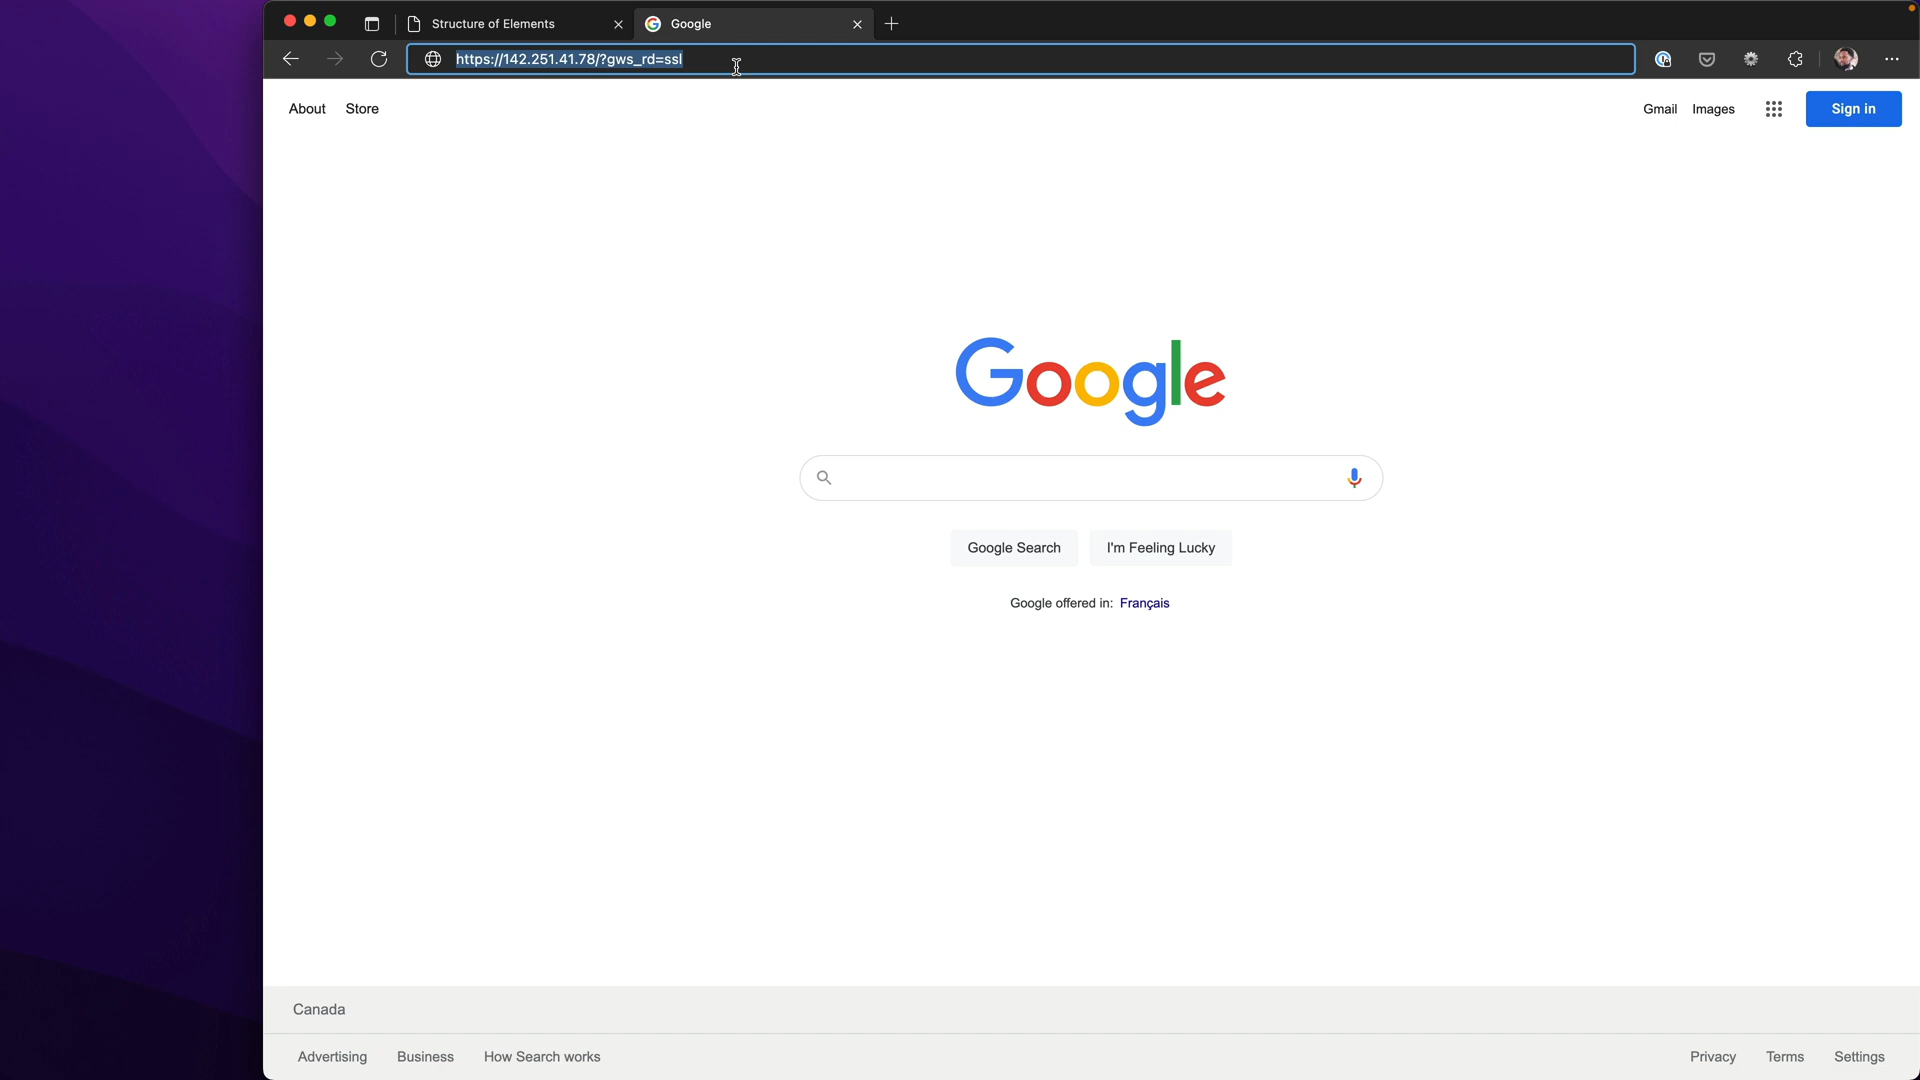 Structure of Elements
Google
https://142.251.41.78/?gws_rd=ssl
About Store
Gmail Images Sign in
Google
Google Search I'm Feeling Lucky
Google offered in: Français
Canada
Advertising Business How Search works
Privacy Terms Settings